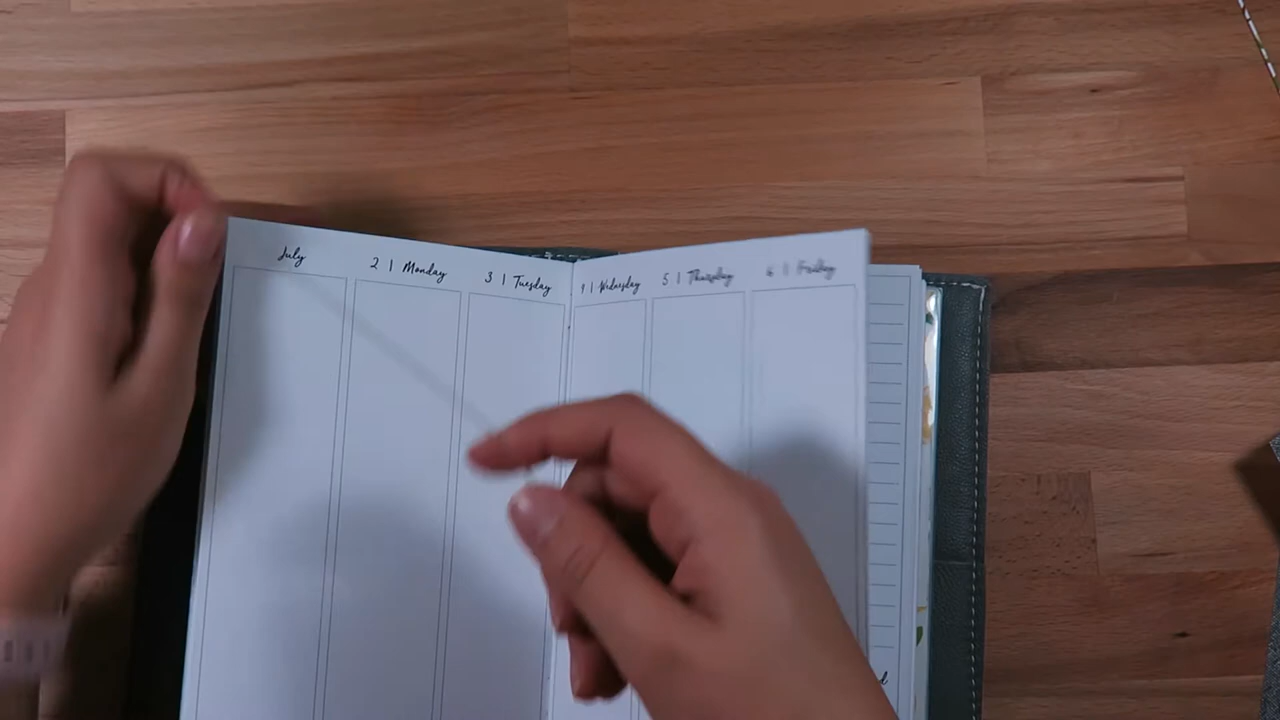 July
2 | Monday
3 | Tuesday
4 | Wednesday
5 | Thursday
6 | Friday